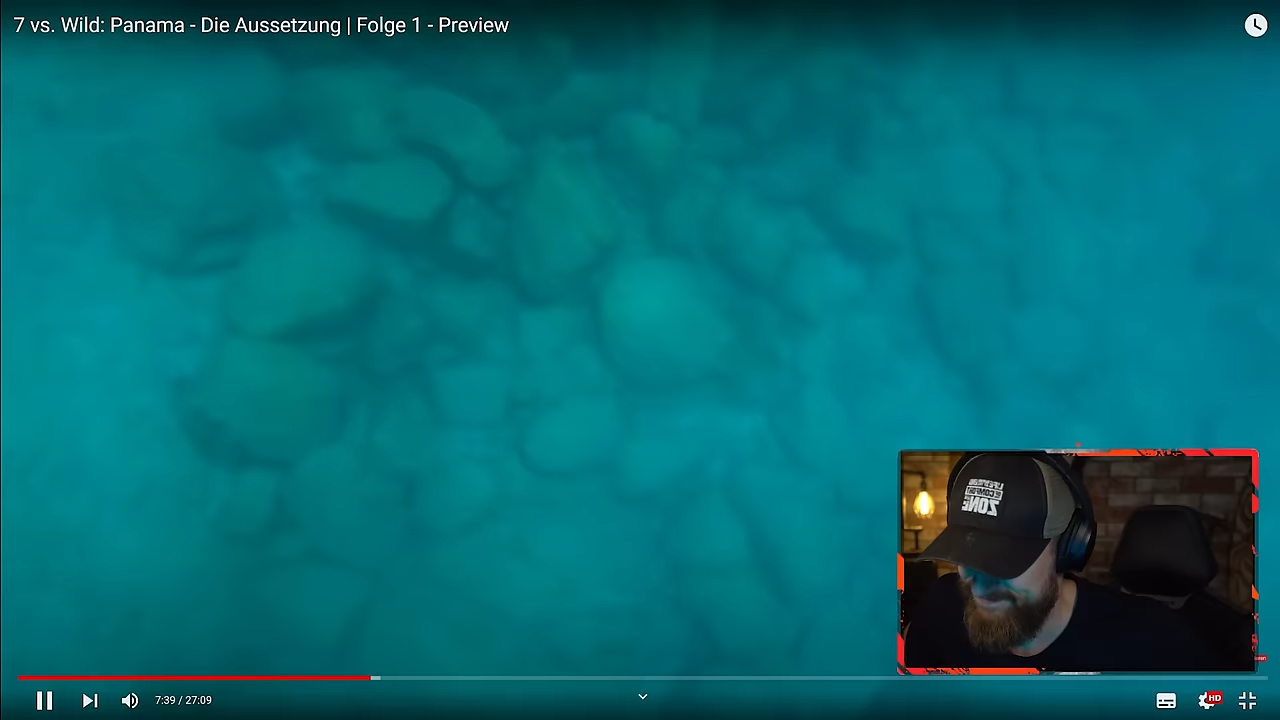 7 vs. Wild: Panama - Die Aussetzung | Folge 1 - Preview
ZONE
7:39 / 27:09
HD